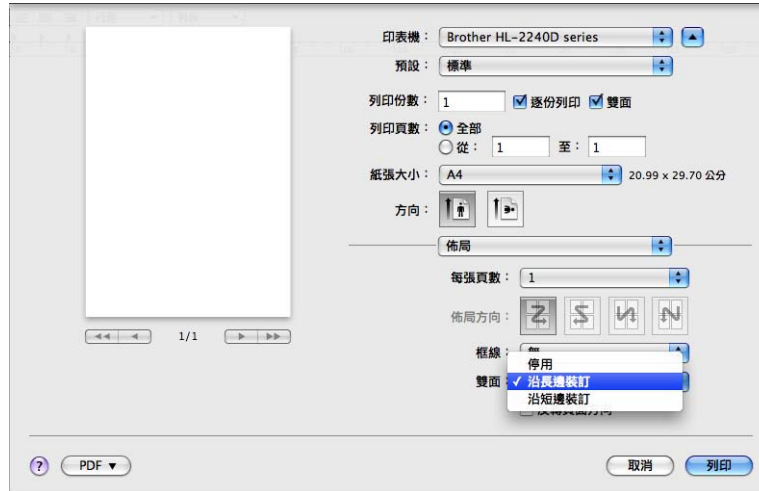 印表機： Brother HL-2240D series
預設： 標準
列印份數： 1 逐份列印 雙面
列印頁數： 全部
從： 1 至： 1
紙張大小： A4 20.99 x 29.70 公分
方向：
佈局
每張頁數： 1
佈局方向：
1/1
框線：
停用
雙面 ✓ 沿長邊裝訂
沿短邊裝訂
? PDF ▼ 取消 列印